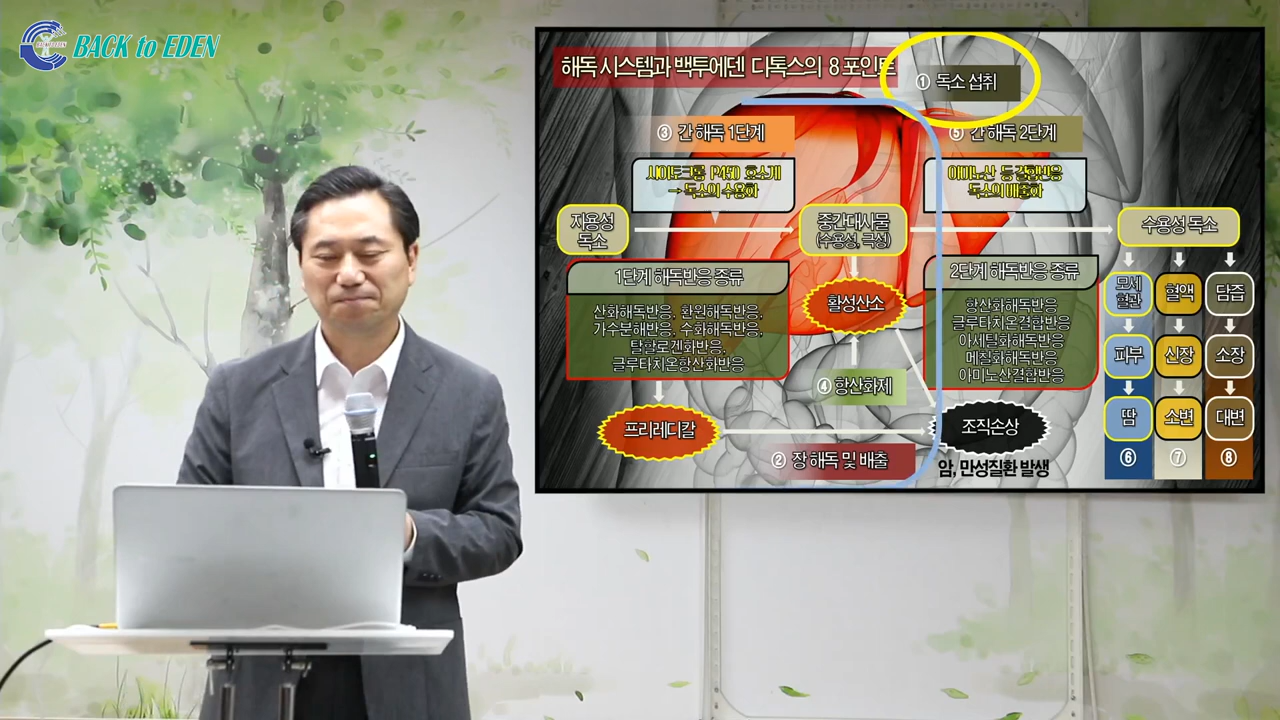 BACK to EDEN
해독 시스템과 백투에덴 디톡스의 8 포인트
① 독소 섭취
③ 간 해독 1단계
⑤ 간 해독 2단계
사이토크롬 P450 효소계
→ 독소의 수용화
아미노산 등 결합반응
독소의 배출화
지용성
독소
중간대사물
(수용성, 극성)
수용성 독소
1단계 해독반응 종류
산화해독반응, 환원해독반응,
가수분해반응, 수화해독반응,
탈할로겐화반응,
글루타치온항산화반응
활성산소
2단계 해독반응 종류
항산화해독반응
글루타치온결합반응
아세틸화해독반응
메칠화해독반응
아미노산결합반응
모세
혈관
혈액
담즙
피부
신장
소장
땀
소변
대변
⑥
⑦
⑧
④ 항산화제
프리레디칼
조직손상
② 장 해독 및 배출
암, 만성질환 발생